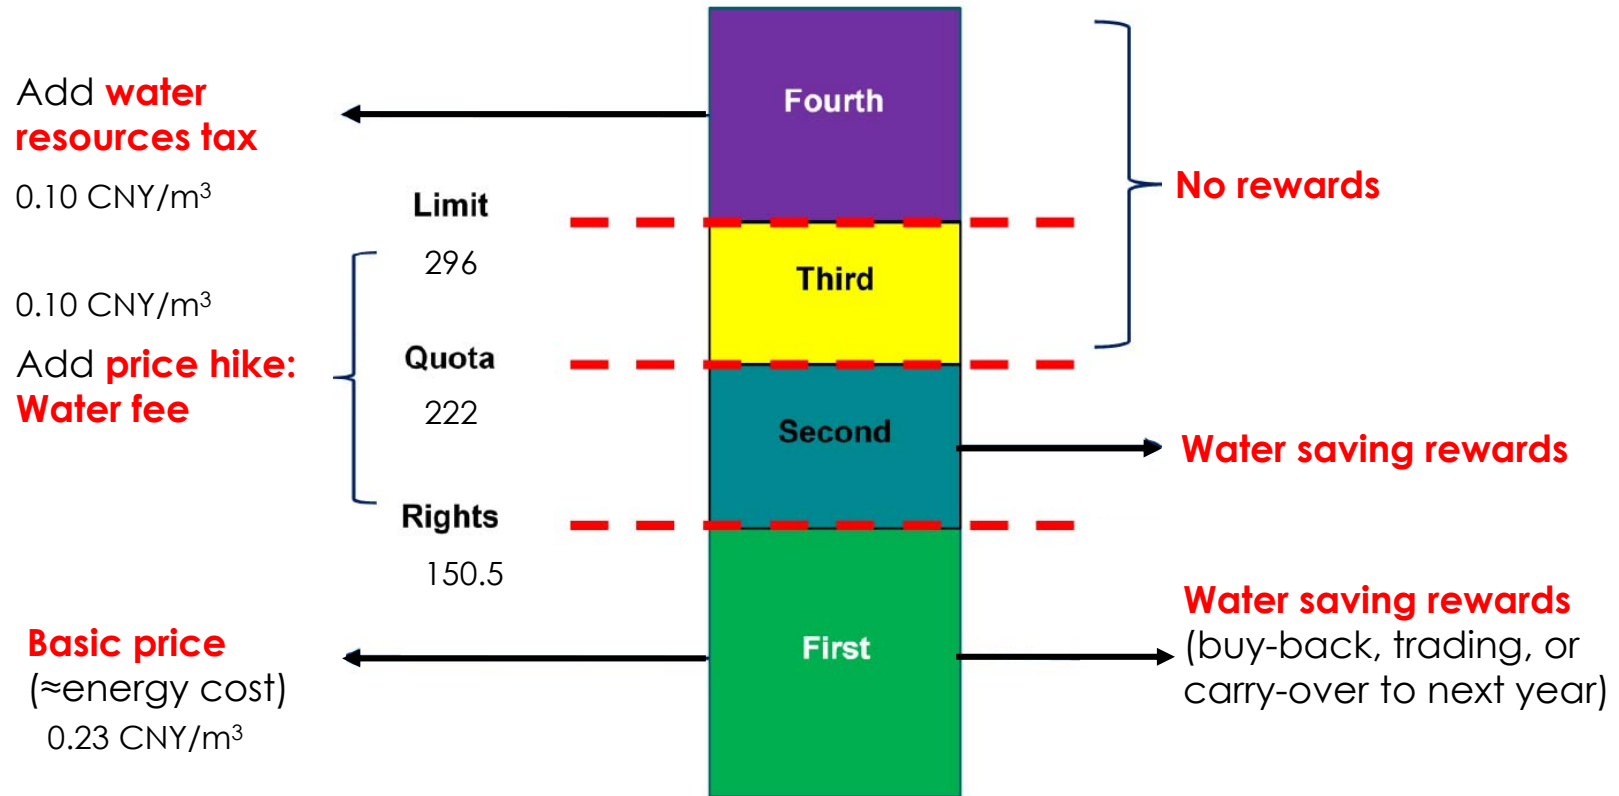 Add water
resources tax
0.10 CNY/m³
Limit
296
0.10 CNY/m³
Add price hike:
Water fee
Quota
222
Rights
150.5
Basic price
(≈energy cost)
0.23 CNY/m³
Fourth
Third
Second
First
No rewards
Water saving rewards
Water saving rewards
(buy-back, trading, or
carry-over to next year)